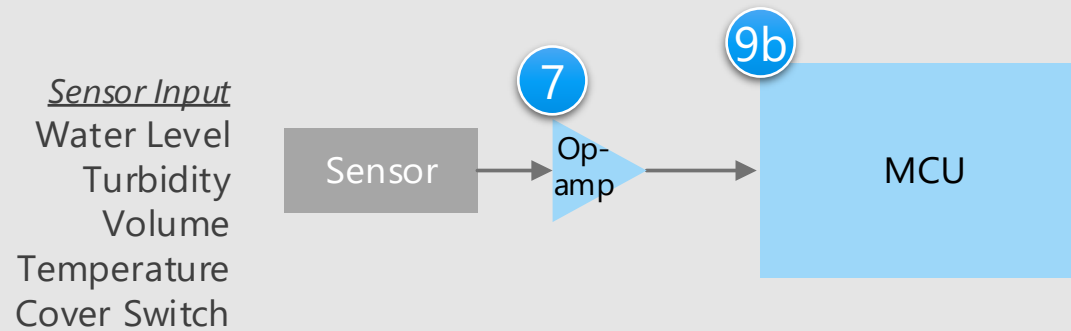 Sensor Input
Water Level
Turbidity
Volume
Temperature
Cover Switch
Sensor
7
Op-
amp
9b
MCU